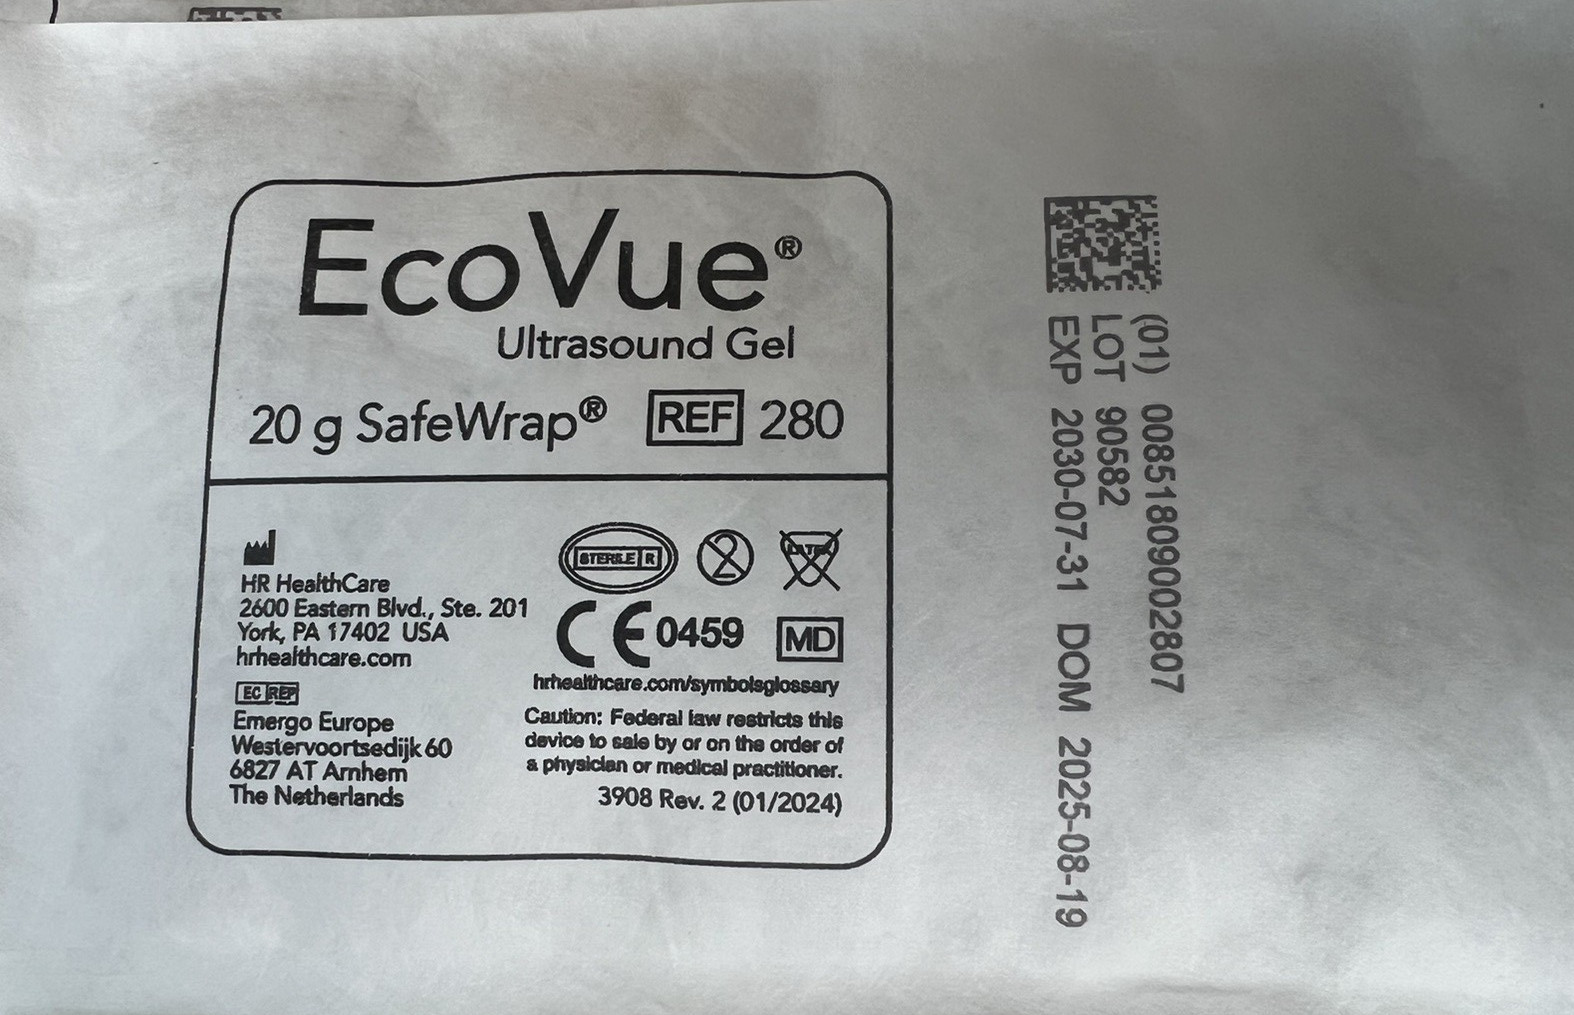 EcoVue®
Ultrasound Gel
20 g SafeWrap® REF 280
HR HealthCare
2600 Eastern Blvd., Ste. 201
York, PA 17402 USA
hrhealthcare.com
EC REP
Emergo Europe
Westervoortsedijk 60
6827 AT Arnhem
The Netherlands
STERILE R
2
LATEX
CE 0459
MD
hrhealthcare.com/symbolsglossary
Caution: Federal law restricts this
device to sale by or on the order of
a physician or medical practitioner.
3908 Rev. 2 (01/2024)
(01) 00851809002807
LOT 90582
EXP 2030-07-31 DOM 2025-08-19